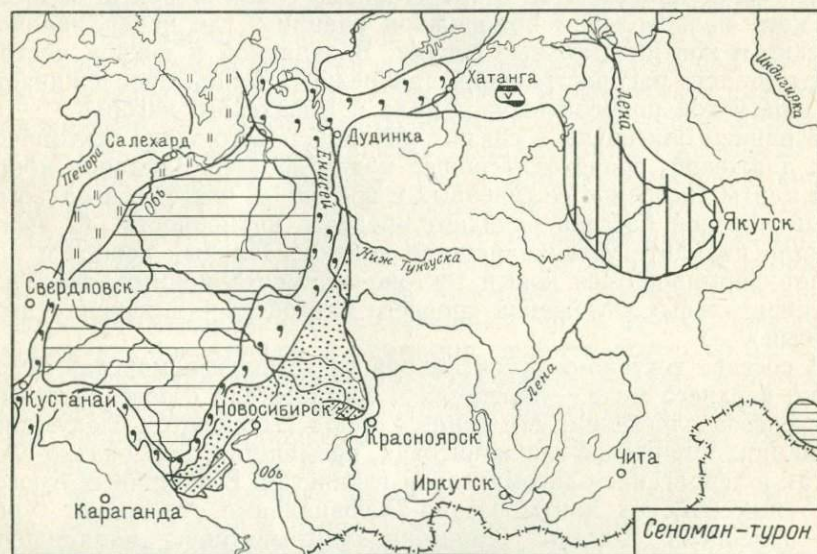 Индигирка
Хатанга
V
Лена
Дудинка
Салехард
Печора
Енисей
Обь
Якутск
Ниж Тунгуска
Свердловск
Лена
Кустанай
Новосибирск
Красноярск
Обь
Чита
Иркутск
Караганда
Сеноман-турон